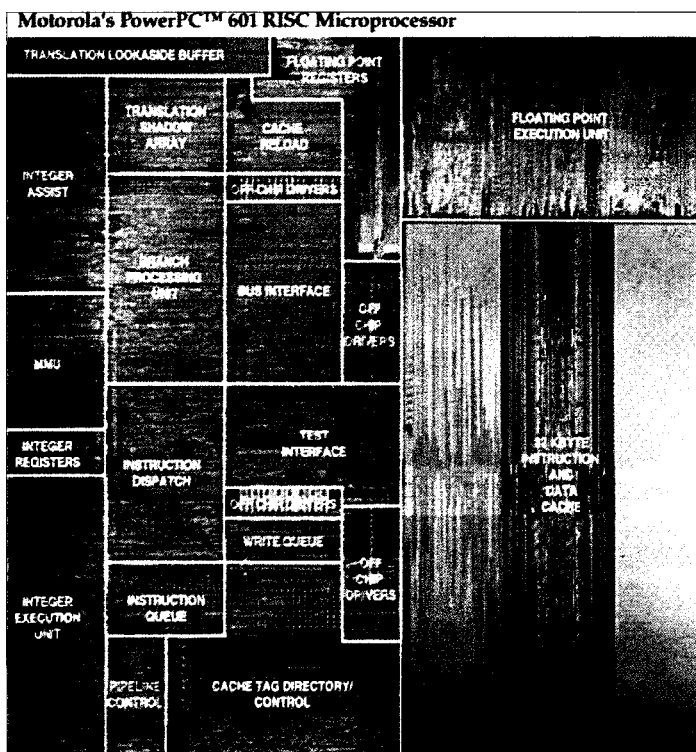 Motorola's PowerPC™ 601 RISC Microprocessor
TRANSLATION LOOKASIDE BUFFER
FLOATING POINT
REGISTERS
TRANSLATION
SHADOW
ARRAY
CACHE
RELOAD
FLOATING POINT
EXECUTION UNIT
INTEGER
ASSIST
OFF-CHIP DRIVERS
BRANCH
PROCESSING
UNIT
BUS INTERFACE
OFF
CHIP
DRIVERS
MMU
TEST
INTERFACE
INTEGER
REGISTERS
INSTRUCTION
DISPATCH
32 KBYTE
INSTRUCTION
AND
DATA
CACHE
OFF CHIP DRIVERS
WRITE QUEUE
OFF
CHIP
DRIVERS
INTEGER
EXECUTION
UNIT
INSTRUCTION
QUEUE
PIPELINE
CONTROL
CACHE TAG DIRECTORY/
CONTROL